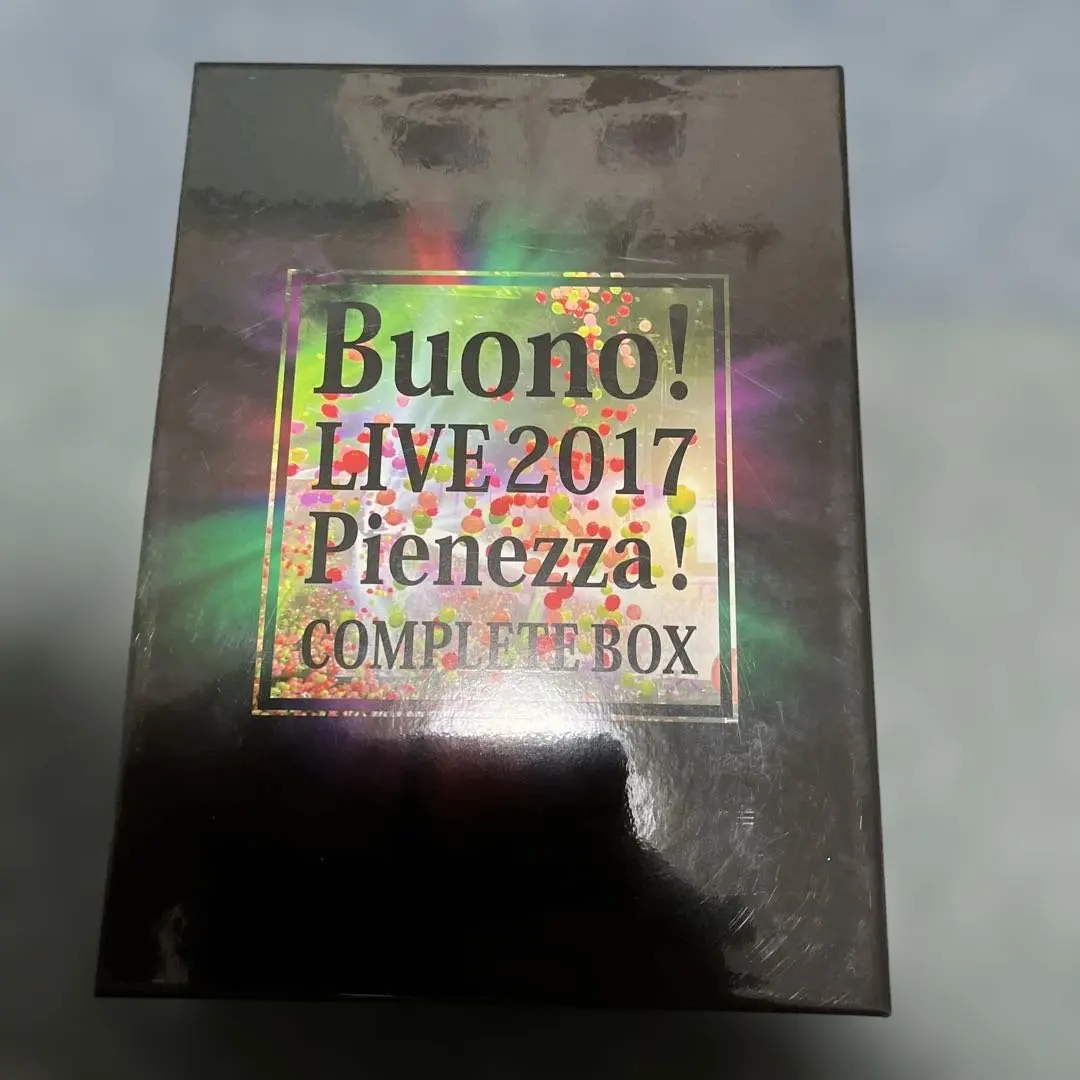 Buono!
LIVE 2017
Pienezza!
COMPLETE BOX